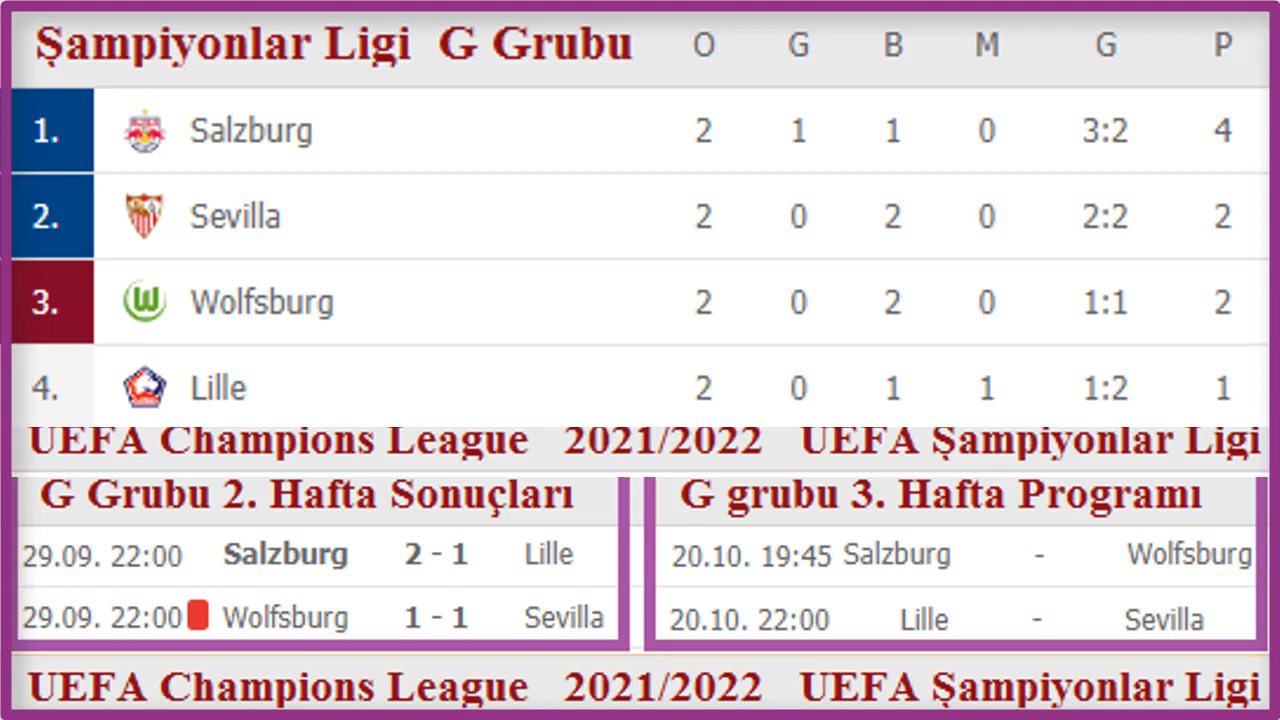 Şampiyonlar Ligi G Grubu O G B M G P
1. Salzburg 2 1 1 0 3:2 4
2. Sevilla 2 0 2 0 2:2 2
3. Wolfsburg 2 0 2 0 1:1 2
4. Lille 2 0 1 1 1:2 1
UEFA Champions League 2021/2022 UEFA Şampiyonlar Ligi
G Grubu 2. Hafta Sonuçları
29.09. 22:00 Salzburg 2 - 1 Lille
29.09. 22:00 Wolfsburg 1 - 1 Sevilla
G grubu 3. Hafta Programı
20.10. 19:45 Salzburg - Wolfsburg
20.10. 22:00 Lille - Sevilla
UEFA Champions League 2021/2022 UEFA Şampiyonlar Ligi